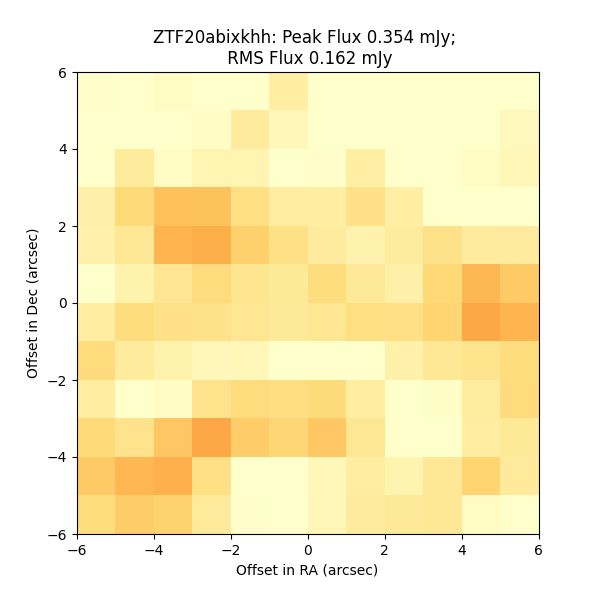 ZTF20abixkhh: Peak Flux 0.354 mJy;
RMS Flux 0.162 mJy
6
4
2
0
−2
−4
−6
Offset in Dec (arcsec)
−6 −4 −2 0 2 4 6
Offset in RA (arcsec)